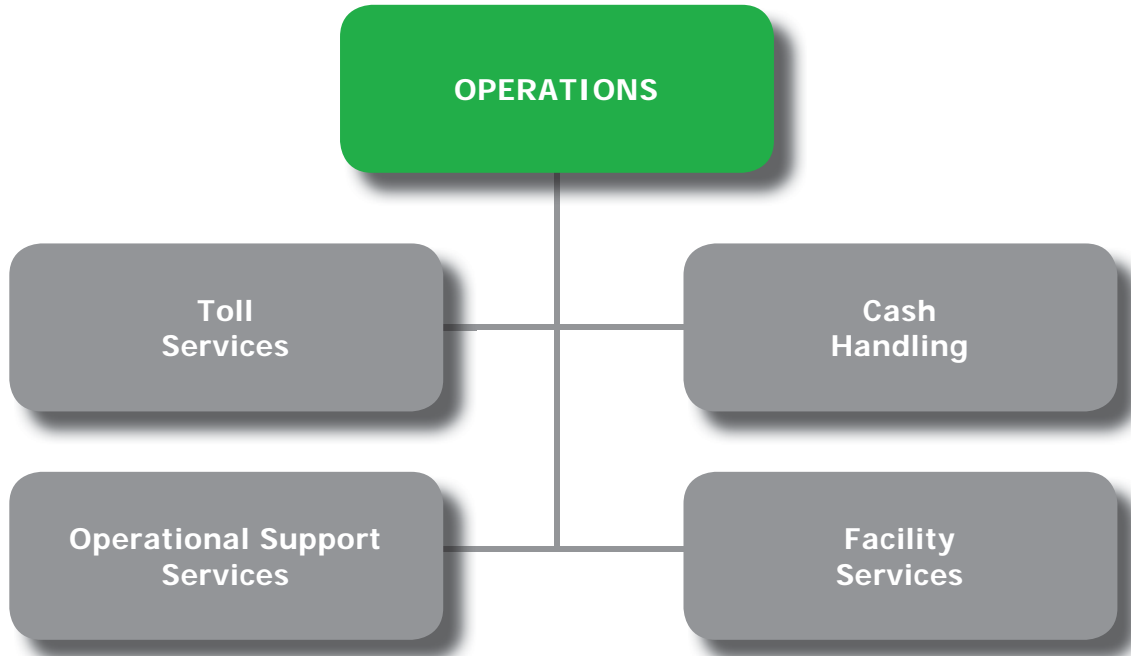 OPERATIONS
Toll
Services
Cash
Handling
Operational Support
Services
Facility
Services